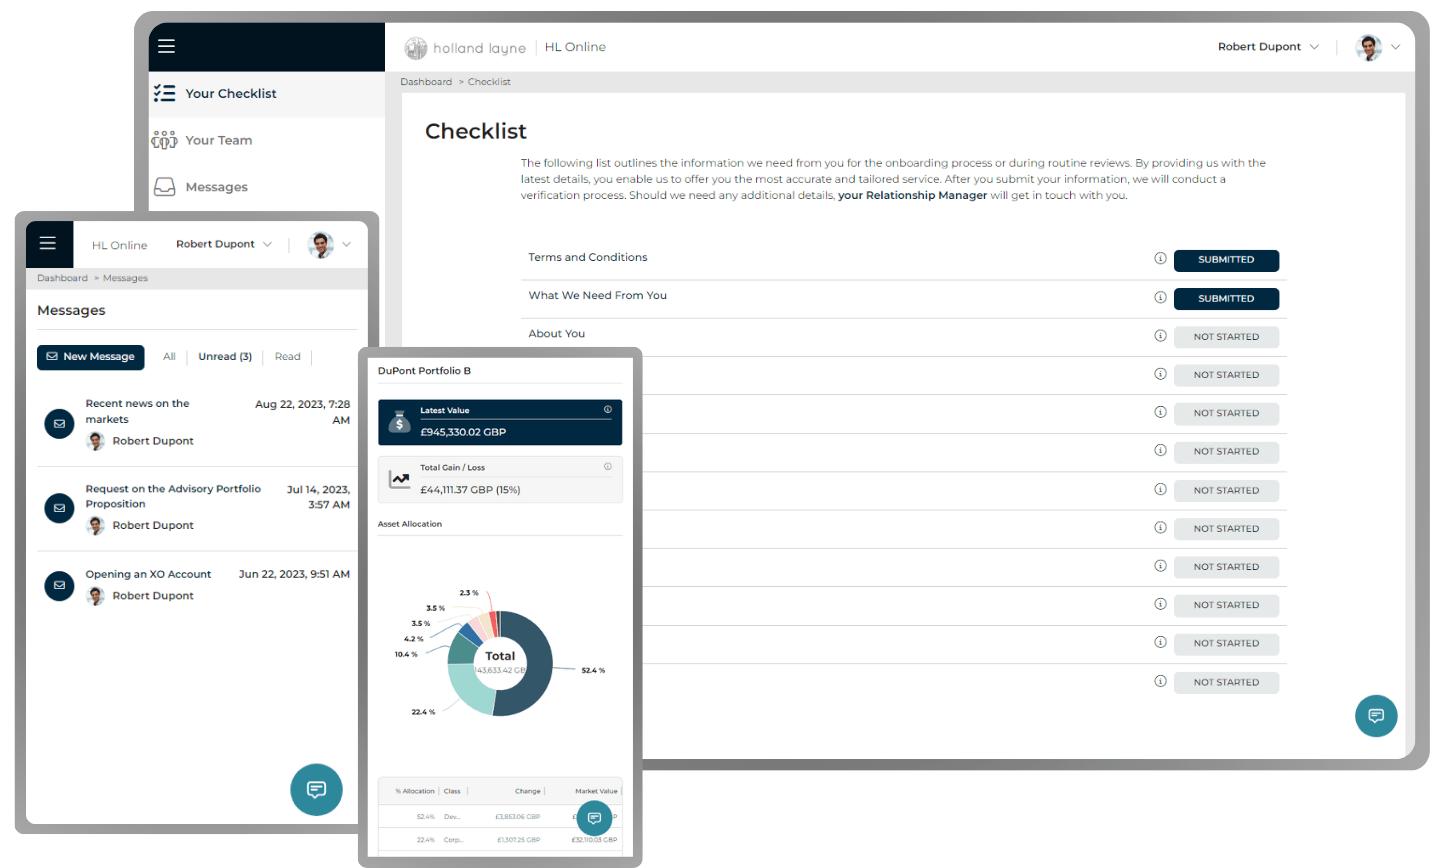 holland layne
HL Online
Robert Dupont
Dashboard > Checklist
Your Checklist
Your Team
Messages
Checklist
The following list outlines the information we need from you for the onboarding process or during routine reviews. By providing us with the
latest details, you enable us to offer you the most accurate and tailored service. After you submit your information, we will conduct a
verification process. Should we need any additional details, your Relationship Manager will get in touch with you.
Terms and Conditions SUBMITTED
What We Need From You SUBMITTED
About You NOT STARTED
NOT STARTED
NOT STARTED
NOT STARTED
NOT STARTED
NOT STARTED
NOT STARTED
NOT STARTED
NOT STARTED
NOT STARTED
HL Online
Robert Dupont
Dashboard > Messages
Messages
New Message All Unread (3) Read
Recent news on the Aug 22, 2023, 7:28
markets AM
Robert Dupont
Request on the Advisory Portfolio Jul 14, 2023,
Proposition 3:57 AM
Robert Dupont
Opening an XO Account Jun 22, 2023, 9:51 AM
Robert Dupont
DuPont Portfolio B
Latest Value
£945,330.02 GBP
Total Gain / Loss
£44,111.37 GBP (15%)
Asset Allocation
2.3 %
3.5 %
3.5 %
4.2 %
10.4 %
Total
52.4 %
22.4 %
% Allocation Class Change Market Value
52.4% Dev... £3,853.06 GBP
22.4% Corp... £1,307.25 GBP £32,110.03 GBP